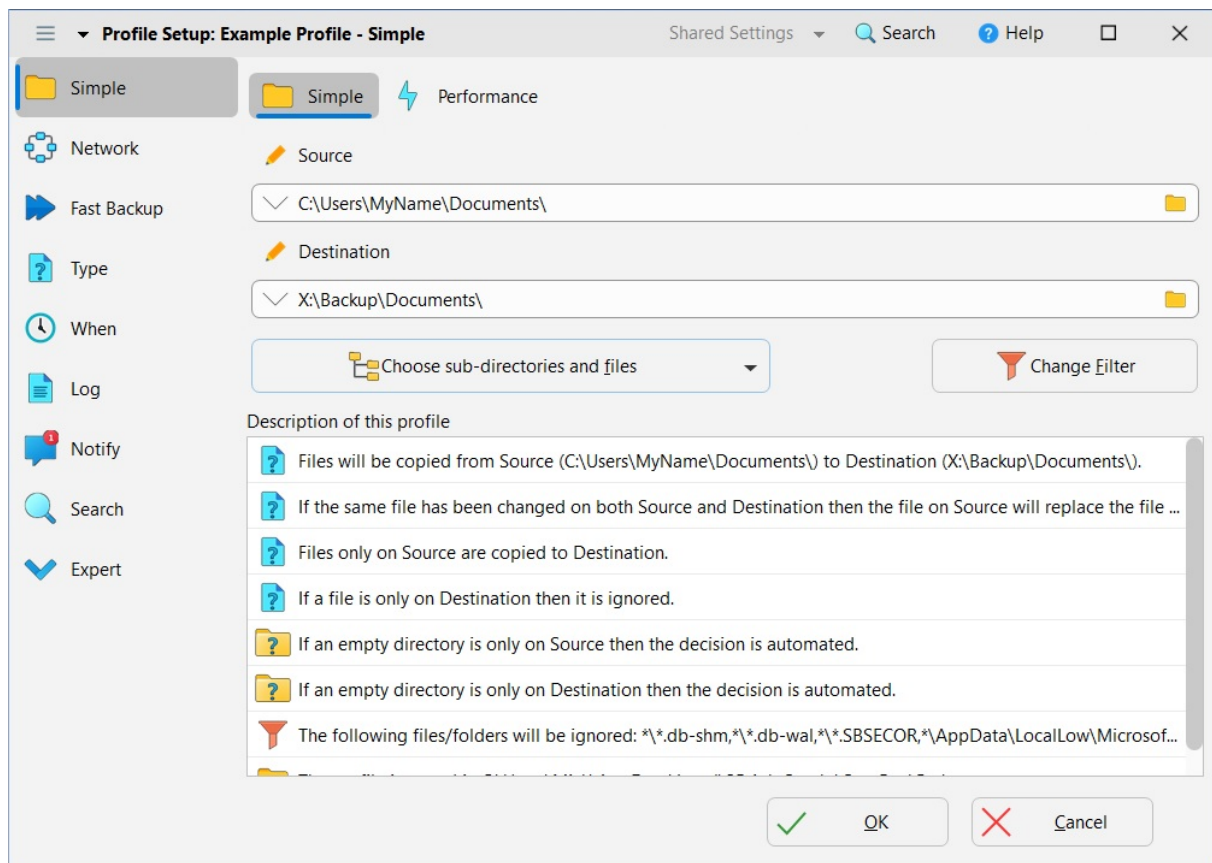 Profile Setup: Example Profile - Simple
Shared Settings
Search
Help
Simple
Network
Fast Backup
Type
When
Log
1
Notify
Search
Expert
Simple
Performance
Source
C:\Users\MyName\Documents\
Destination
X:\Backup\Documents\
Choose sub-directories and files
Change Filter
Description of this profile
Files will be copied from Source (C:\Users\MyName\Documents\) to Destination (X:\Backup\Documents\).
If the same file has been changed on both Source and Destination then the file on Source will replace the file ...
Files only on Source are copied to Destination.
If a file is only on Destination then it is ignored.
If an empty directory is only on Source then the decision is automated.
If an empty directory is only on Destination then the decision is automated.
The following files/folders will be ignored: *\*.db-shm,*\*.db-wal,*\*.SBSECOR,*\AppData\LocalLow\Microsof...
OK
Cancel